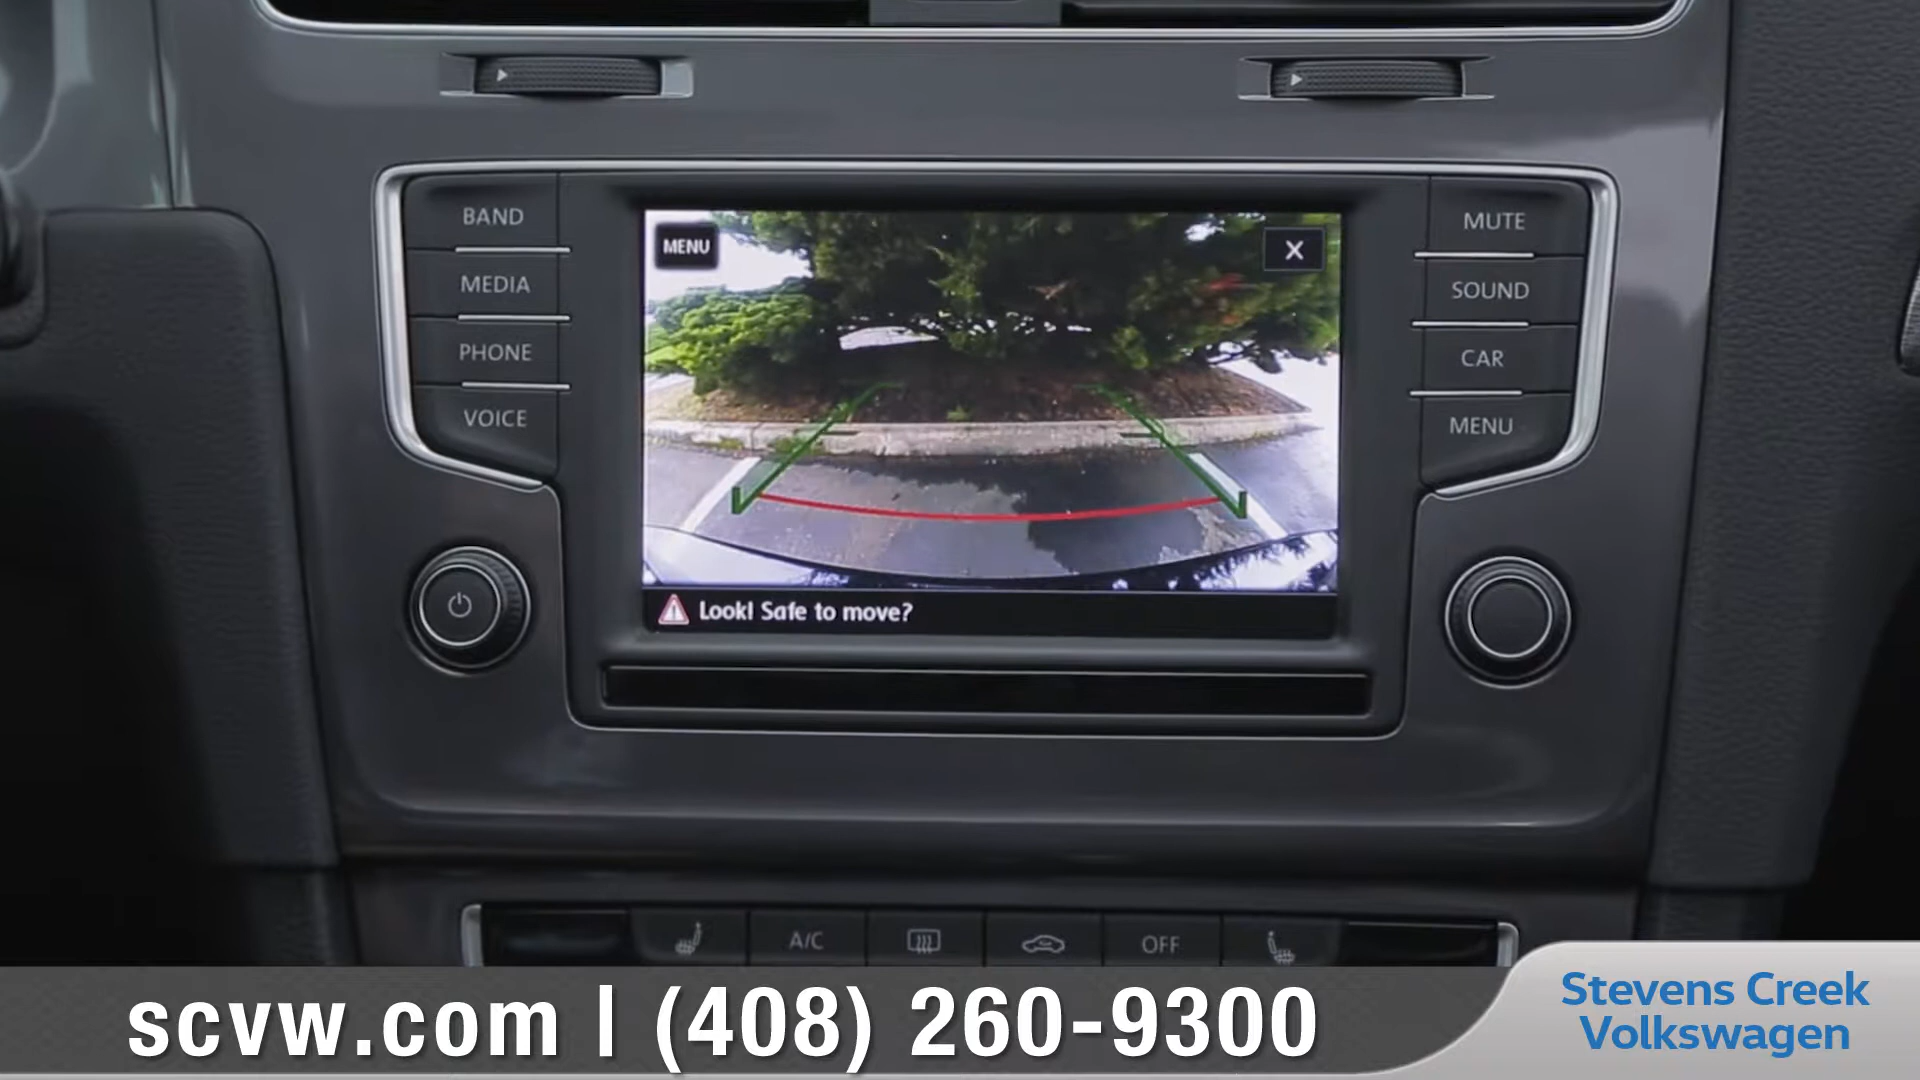 BAND
MEDIA
PHONE
VOICE
MENU
X
Look! Safe to move?
MUTE
SOUND
CAR
MENU
A/C
OFF
scvw.com | (408) 260-9300
Stevens Creek
Volkswagen